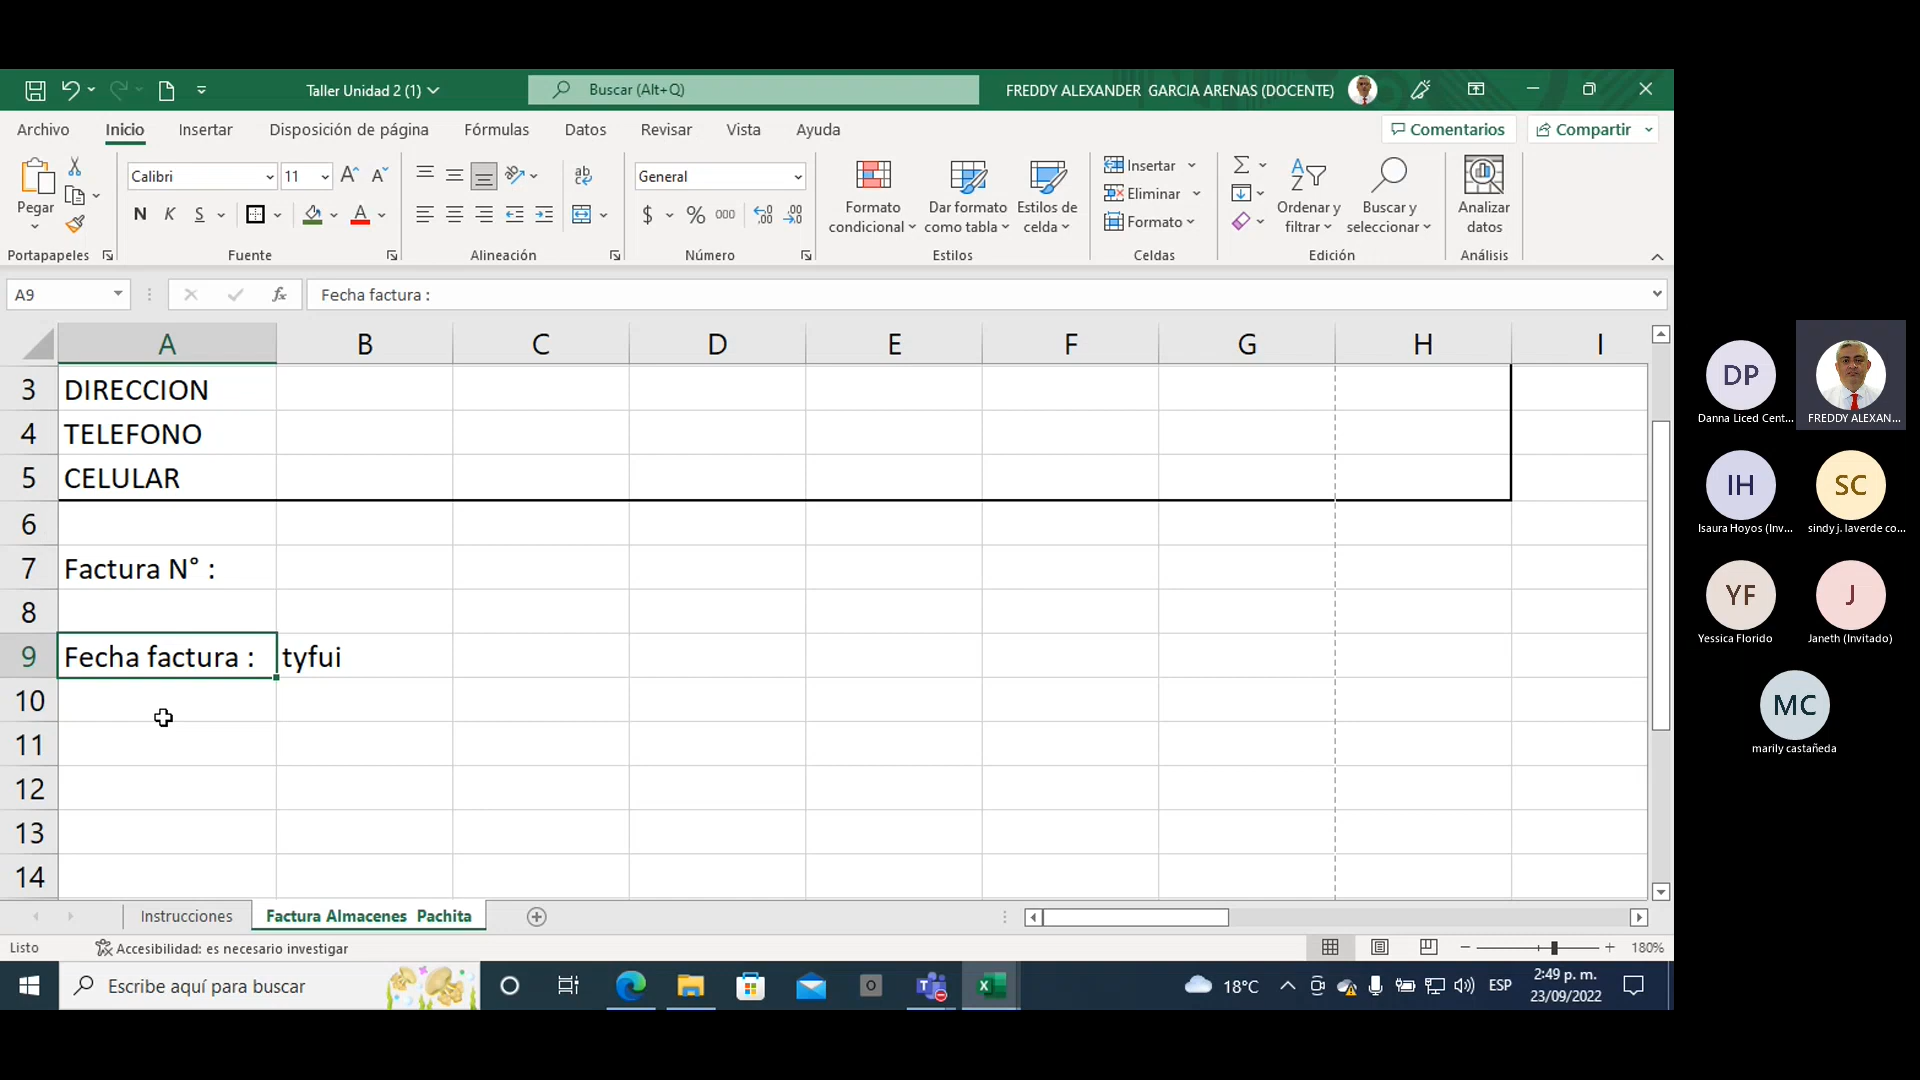 Taller Unidad 2 (1)
Buscar (Alt+Q)
FREDDY ALEXANDER GARCIA ARENAS (DOCENTE)
Archivo Inicio Insertar Disposición de página Fórmulas Datos Revisar Vista Ayuda Comentarios Compartir
Pegar
Calibri 11
N K S
General
$ % 000
Formato condicional
Dar formato como tabla
Estilos de celda
Insertar
Eliminar
Formato
Ordenar y filtrar
Buscar y seleccionar
Analizar datos
Portapapeles Fuente Alineación Número Estilos Celdas Edición Análisis
A9 fx Fecha factura :
A B C D E F G H I
3 DIRECCION
4 TELEFONO
5 CELULAR
6
7 Factura N° :
8
9 Fecha factura : tyfui
10
11
12
13
14
Instrucciones Factura Almacenes Pachita
Listo Accesibilidad: es necesario investigar 180%
Escribe aquí para buscar
18°C ESP 2:49 p. m.
23/09/2022
DP
Danna Liced Cent...
FREDDY ALEXAN...
IH
Isaura Hoyos (Inv...
SC
sindy j. laverde co...
YF
Yessica Florido
J
Janeth (Invitado)
MC
marily castañeda